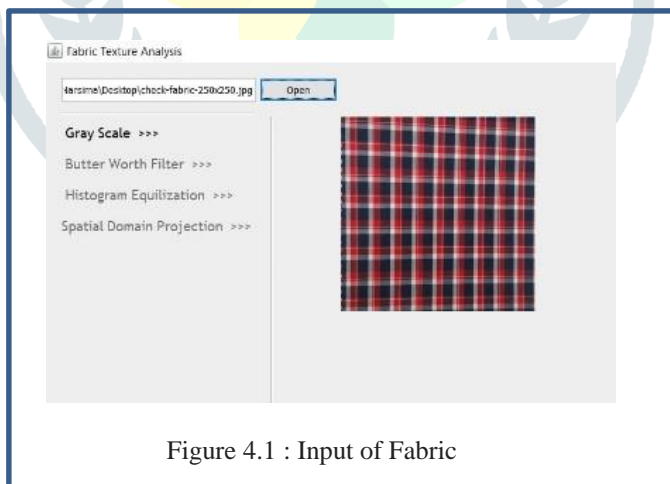 Fabric Texture Analysis
Harsima\Desktop\check-fabric-250x250.jpg Open
Gray Scale >>>
Butter Worth Filter >>>
Histogram Equilization >>>
Spatial Domain Projection >>>
Figure 4.1 : Input of Fabric